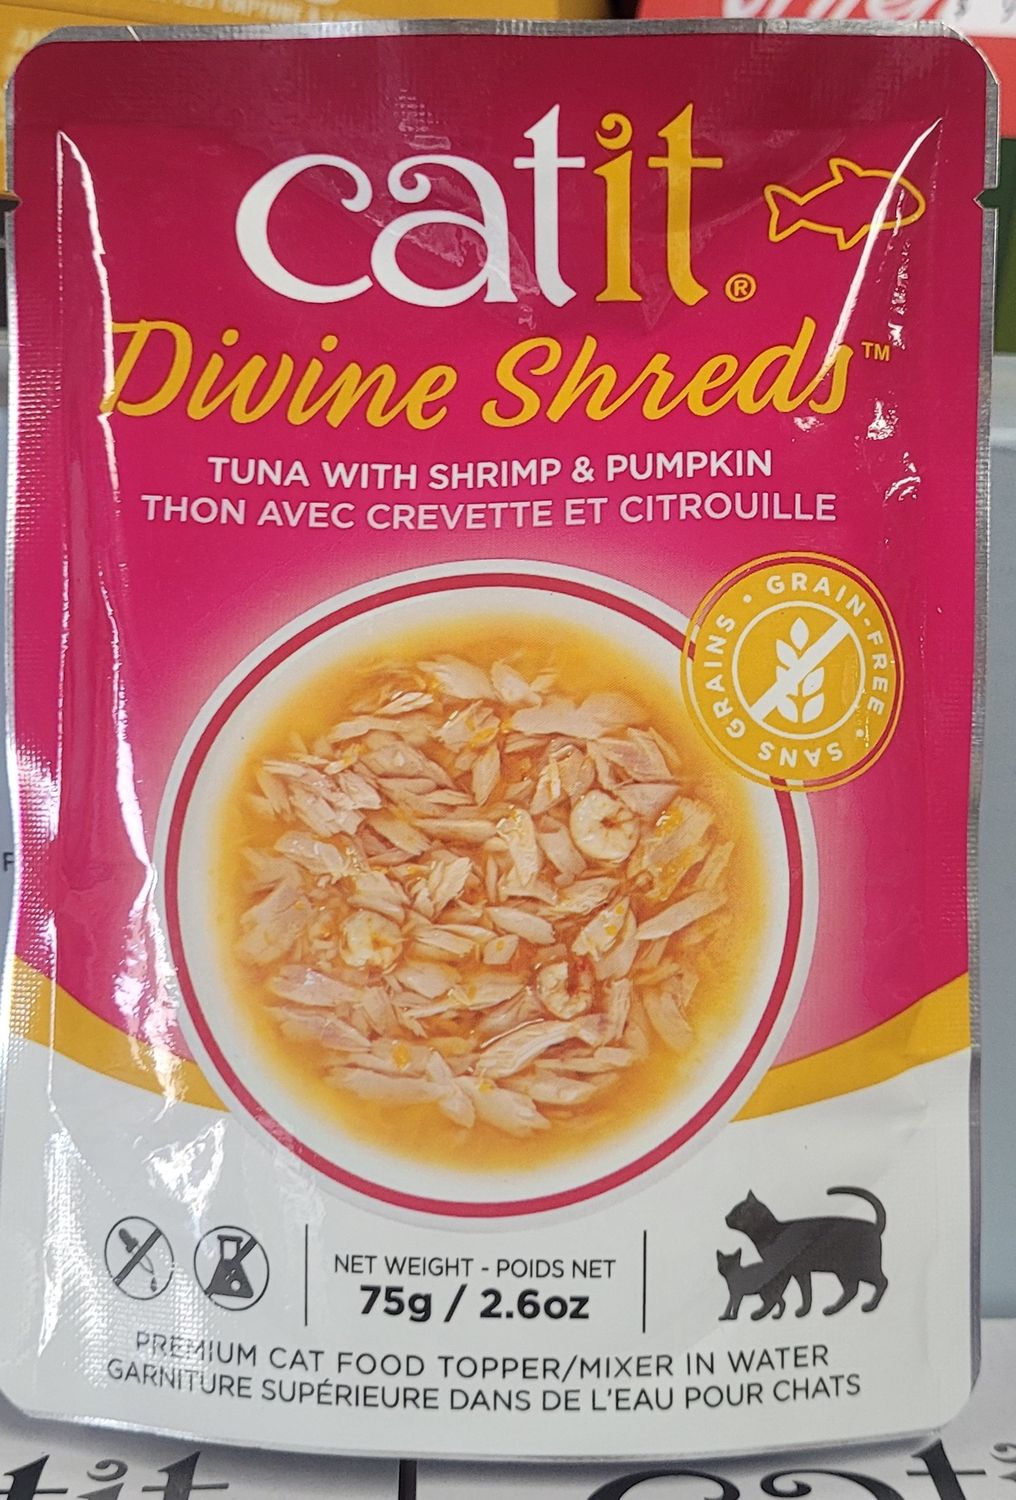 catit®
Divine Shreds™
TUNA WITH SHRIMP & PUMPKIN
THON AVEC CREVETTE ET CITROUILLE
GRAIN-FREE • SANS GRAINS •
NET WEIGHT - POIDS NET
75g / 2.6oz
PREMIUM CAT FOOD TOPPER/MIXER IN WATER
GARNITURE SUPÉRIEURE DANS DE L'EAU POUR CHATS